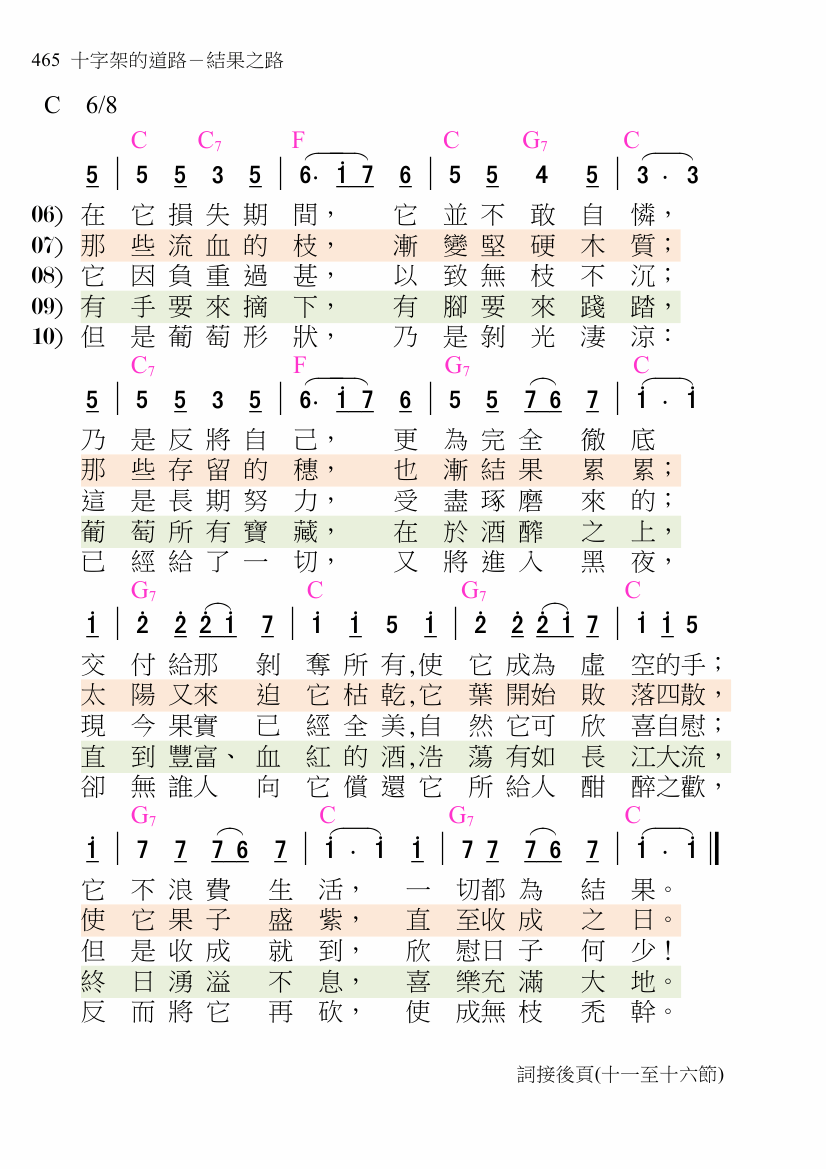 465 十字架的道路－結果之路
C 6/8
C C7 F C G7 C
5 | 5 5 3 5 | 6· i 7 6 | 5 5 4 5 | 3 · 3
06) 在 它損失期 間， 它 並不敢自 憐，
07) 那 些流血的 枝， 漸 變堅硬木 質；
08) 它 因負重過 甚， 以 致無枝不 沉；
09) 有 手要來摘 下， 有 腳要來踐 踏，
10) 但 是葡萄形 狀， 乃 是剝光淒 涼：
C7 F G7 C
5 | 5 5 3 5 | 6· i 7 6 | 5 5 7 6 7 | i · i
乃 是反將自 己， 更 為完全徹 底
那 些存留的 穗， 也 漸結果累 累；
這 是長期努 力， 受 盡琢磨來 的；
葡 萄所有寶 藏， 在 於酒醡之 上，
已 經給了一 切， 又 將進入黑 夜，
G7 C G7 C
i | 2̇ 2̇ 2̇ i 7 | i i 5 i | 2̇ 2̇ 2̇ i 7 | i i 5
交 付給那剝 奪所有,使 它成為虛 空的手；
太 陽又來迫 它枯乾,它 葉開始敗 落四散，
現 今果實已 經全美,自 然它可欣 喜自慰；
直 到豐富、血 紅的酒,浩 蕩有如長 江大流，
卻 無誰人向 它償還它 所給人酣 醉之歡，
G7 C G7 C
i | 7 7 7 6 7 | i · i i | 7 7 7 6 7 | i · i ‖
它 不浪費生 活， 一 切都為結 果。
使 它果子盛 紫， 直 至收成之 日。
但 是收成就 到， 欣 慰日子何 少！
終 日湧溢不 息， 喜 樂充滿大 地。
反 而將它再 砍， 使 成無枝禿 幹。
詞接後頁(十一至十六節)